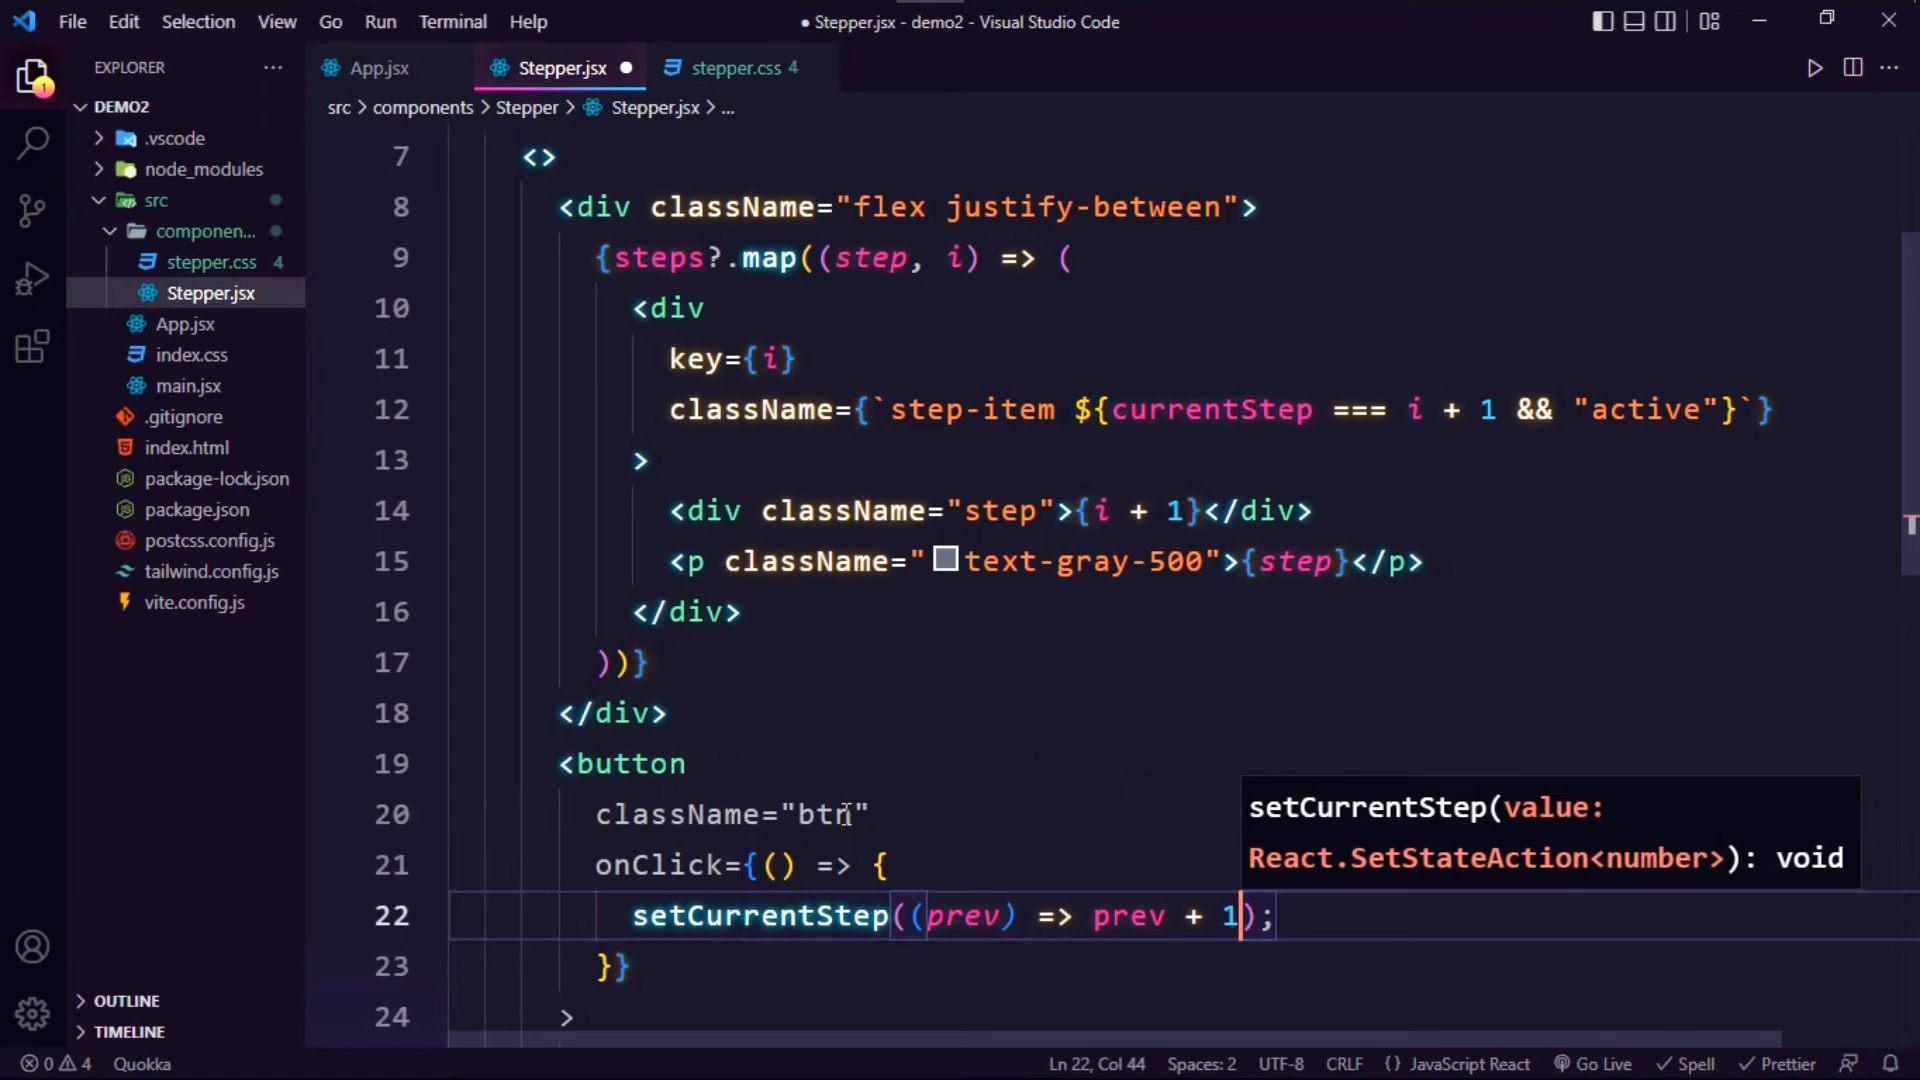 File Edit Selection View Go Run Terminal Help
● Stepper.jsx - demo2 - Visual Studio Code
EXPLORER ...
1
DEMO2
.vscode
node_modules
src
componen...
stepper.css 4
Stepper.jsx
App.jsx
index.css
main.jsx
.gitignore
index.html
package-lock.json
package.json
postcss.config.js
tailwind.config.js
vite.config.js
OUTLINE
TIMELINE
App.jsx
Stepper.jsx ●
stepper.css 4
src > components > Stepper > Stepper.jsx > ...
7 <>
8 <div className="flex justify-between">
9 {steps?.map((step, i) => (
10 <div
11 key={i}
12 className={`step-item ${currentStep === i + 1 && "active"}`}
13 >
14 <div className="step">{i + 1}</div>
15 <p className="text-gray-500">{step}</p>
16 </div>
17 ))}
18 </div>
19 <button
20 className="btn"
21 onClick={() => {
22 setCurrentStep((prev) => prev + 1);
23 }}
24 >
setCurrentStep(value:
React.SetStateAction<number>): void
0 4 Quokka
Ln 22, Col 44 Spaces: 2 UTF-8 CRLF {} JavaScript React Go Live Spell Prettier